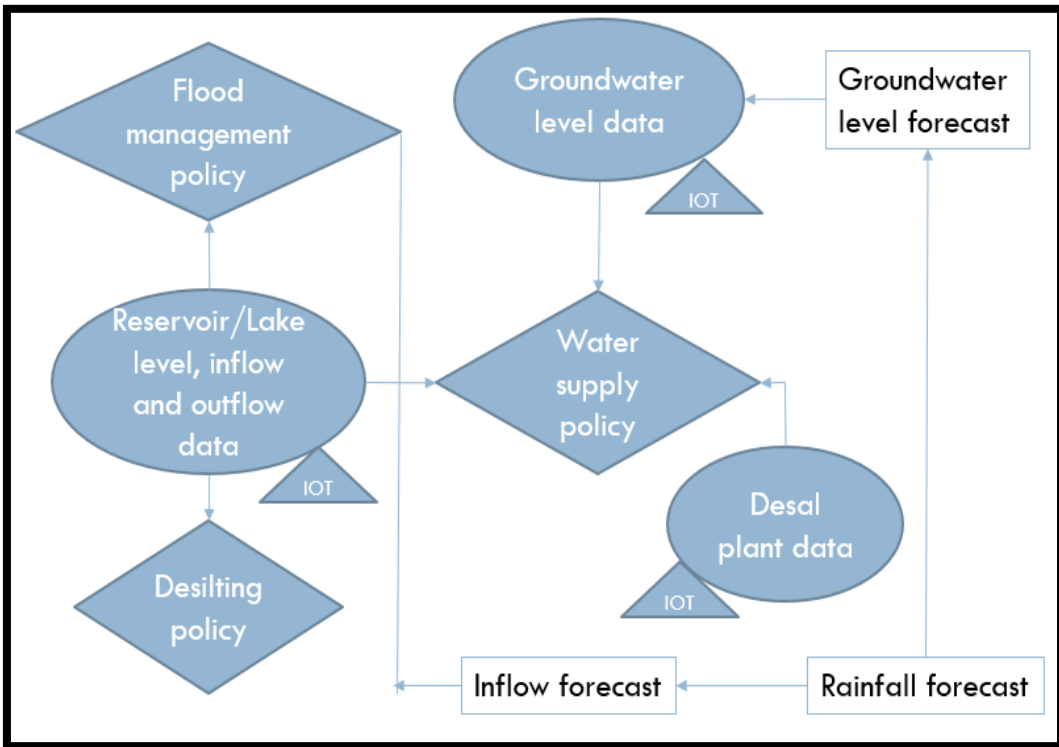 Flood
management
policy
Groundwater
level data
IOT
Groundwater
level forecast
Reservoir/Lake
level, inflow
and outflow
data
IOT
Water
supply
policy
Desal
plant data
IOT
Desilting
policy
Inflow forecast
Rainfall forecast